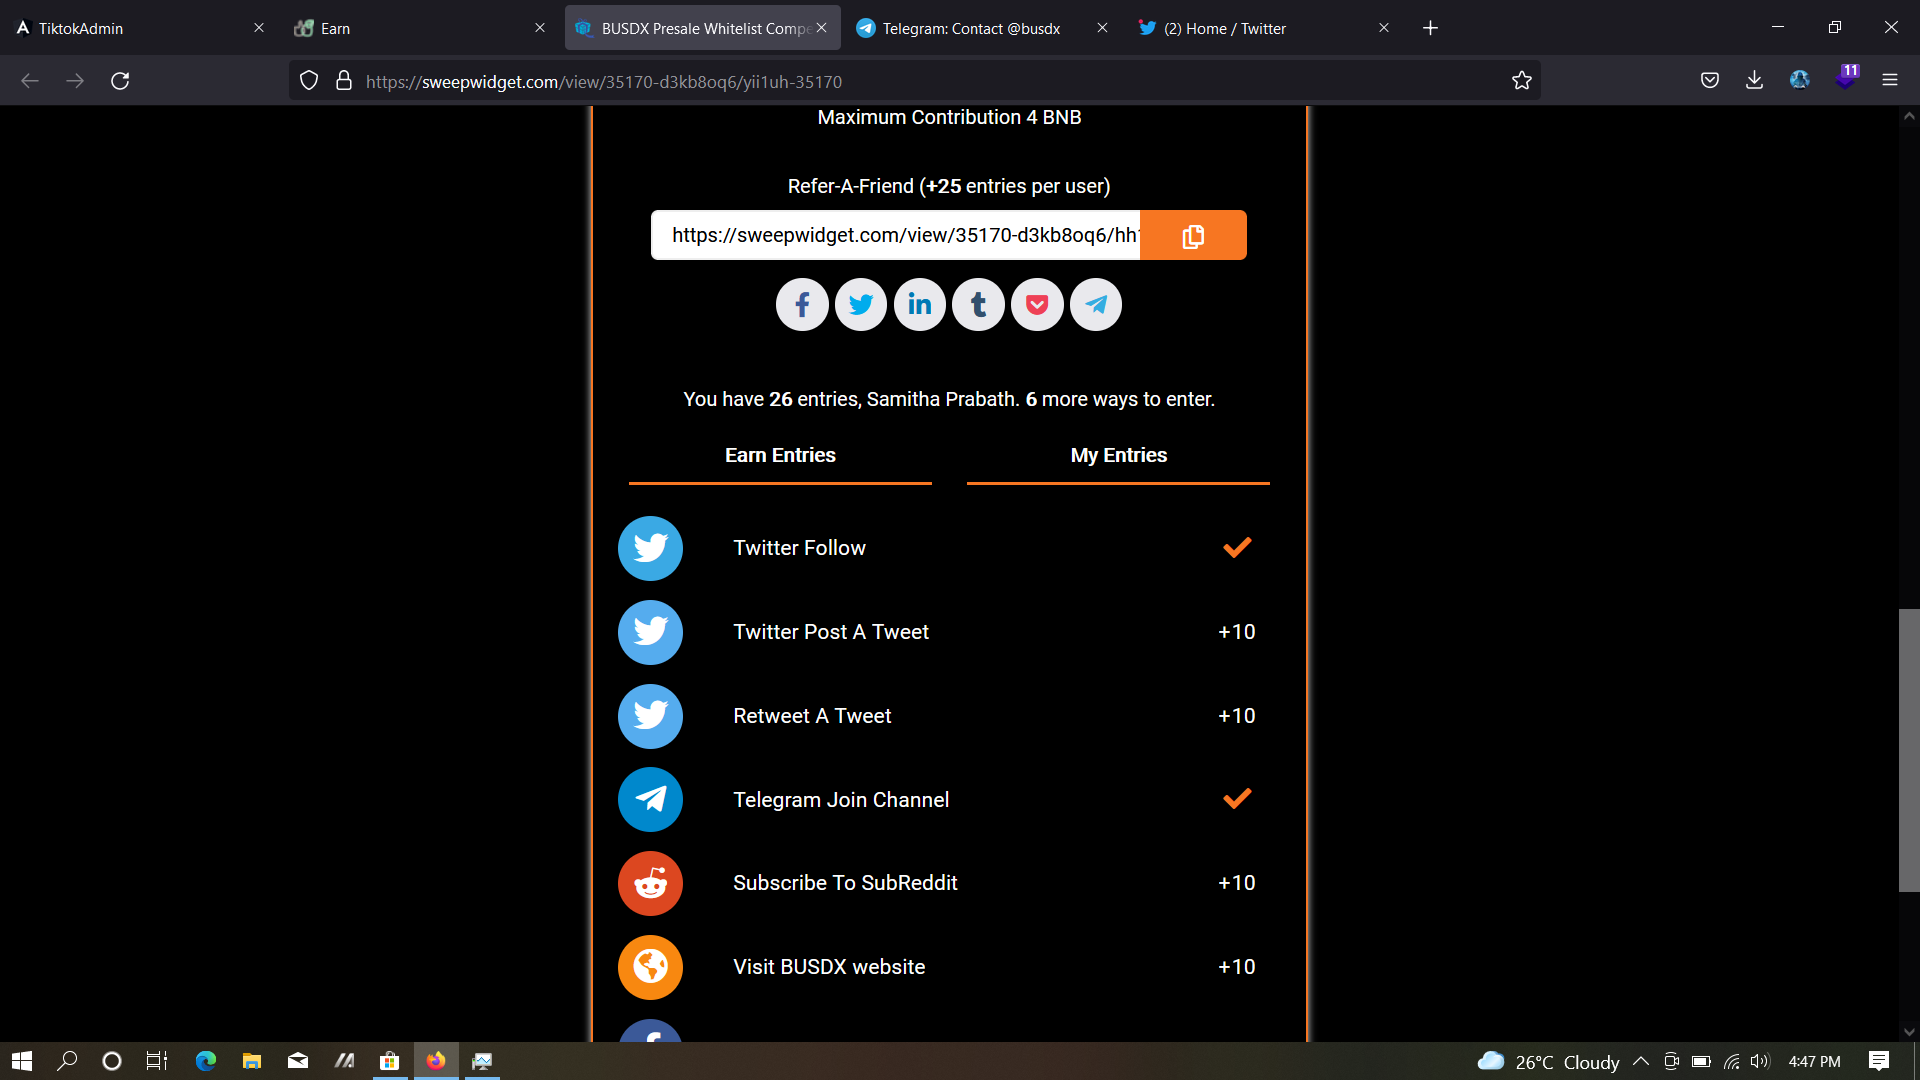 TiktokAdmin
Earn
BUSDX Presale Whitelist Compe
Telegram: Contact @busdx
(2) Home / Twitter
https://sweepwidget.com/view/35170-d3kb8oq6/yii1uh-35170
11
Maximum Contribution 4 BNB
Refer-A-Friend (+25 entries per user)
https://sweepwidget.com/view/35170-d3kb8oq6/hh1
You have 26 entries, Samitha Prabath. 6 more ways to enter.
Earn Entries
My Entries
Twitter Follow
Twitter Post A Tweet +10
Retweet A Tweet +10
Telegram Join Channel
Subscribe To SubReddit +10
Visit BUSDX website +10
26°C Cloudy
4:47 PM